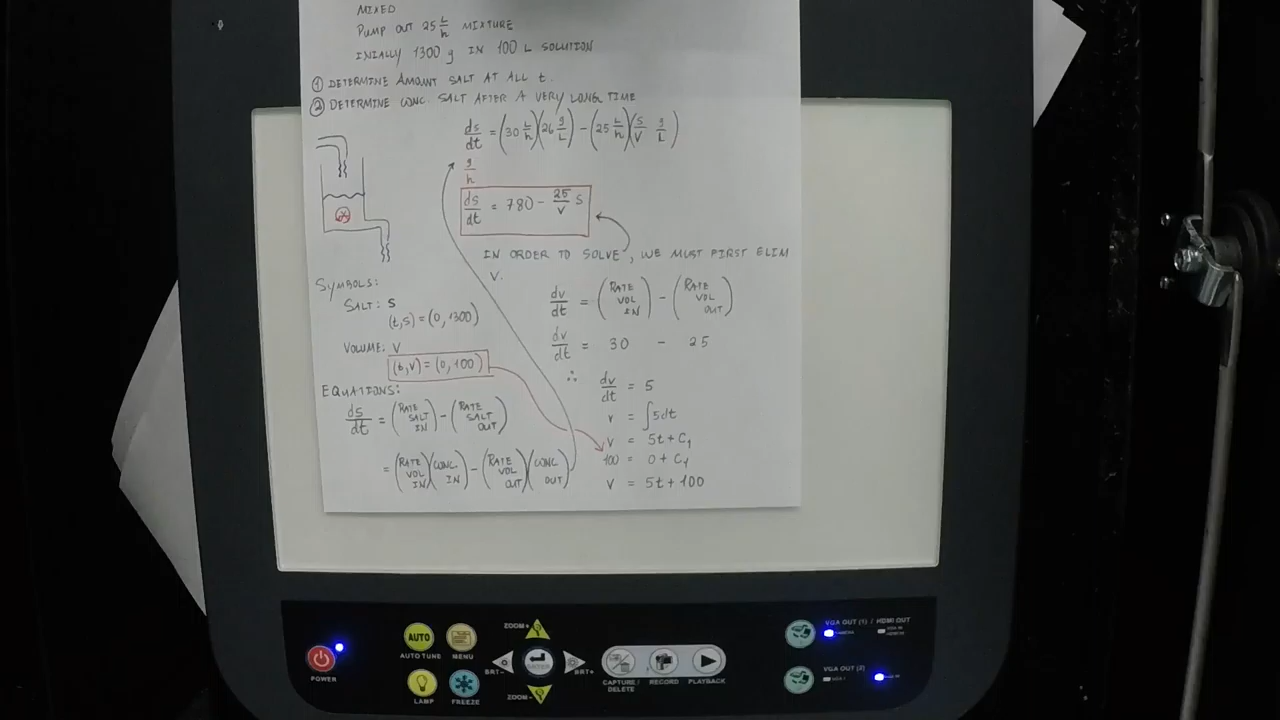 MIXED
PUMP OUT 25 L/h MIXTURE
INIALLY 1300 g IN 100 L SOLUTION
① DETERMINE AMOUNT SALT AT ALL t.
② DETERMINE CONC. SALT AFTER A VERY LONG TIME
ds/dt = (30 L/h)(26 g/L) - (25 L/h)(S/V g/L)
g/h
ds/dt = 780 - 25/V S
IN ORDER TO SOLVE, WE MUST FIRST ELIM
V.
SYMBOLS:
SALT: S
(t,S) = (0,1300)
VOLUME: V
(t,V) = (0,100)
EQUATIONS:
ds/dt = (RATE SALT IN) - (RATE SALT OUT)
= (RATE VOL IN)(CONC. IN) - (RATE VOL OUT)(CONC OUT)
dv/dt = (RATE VOL IN) - (RATE VOL OUT)
dv/dt = 30 - 25
∴ dv/dt = 5
v = ∫5dt
V = 5t + C1
100 = 0 + C1
V = 5t + 100
POWER
AUTO
AUTO TUNE
MENU
LAMP
FREEZE
ZOOM+
BRT-
ENTER
BRT+
ZOOM-
CAPTURE/
DELETE
RECORD
PLAYBACK
VGA OUT (1) / HDMI OUT
VGA OUT (2)